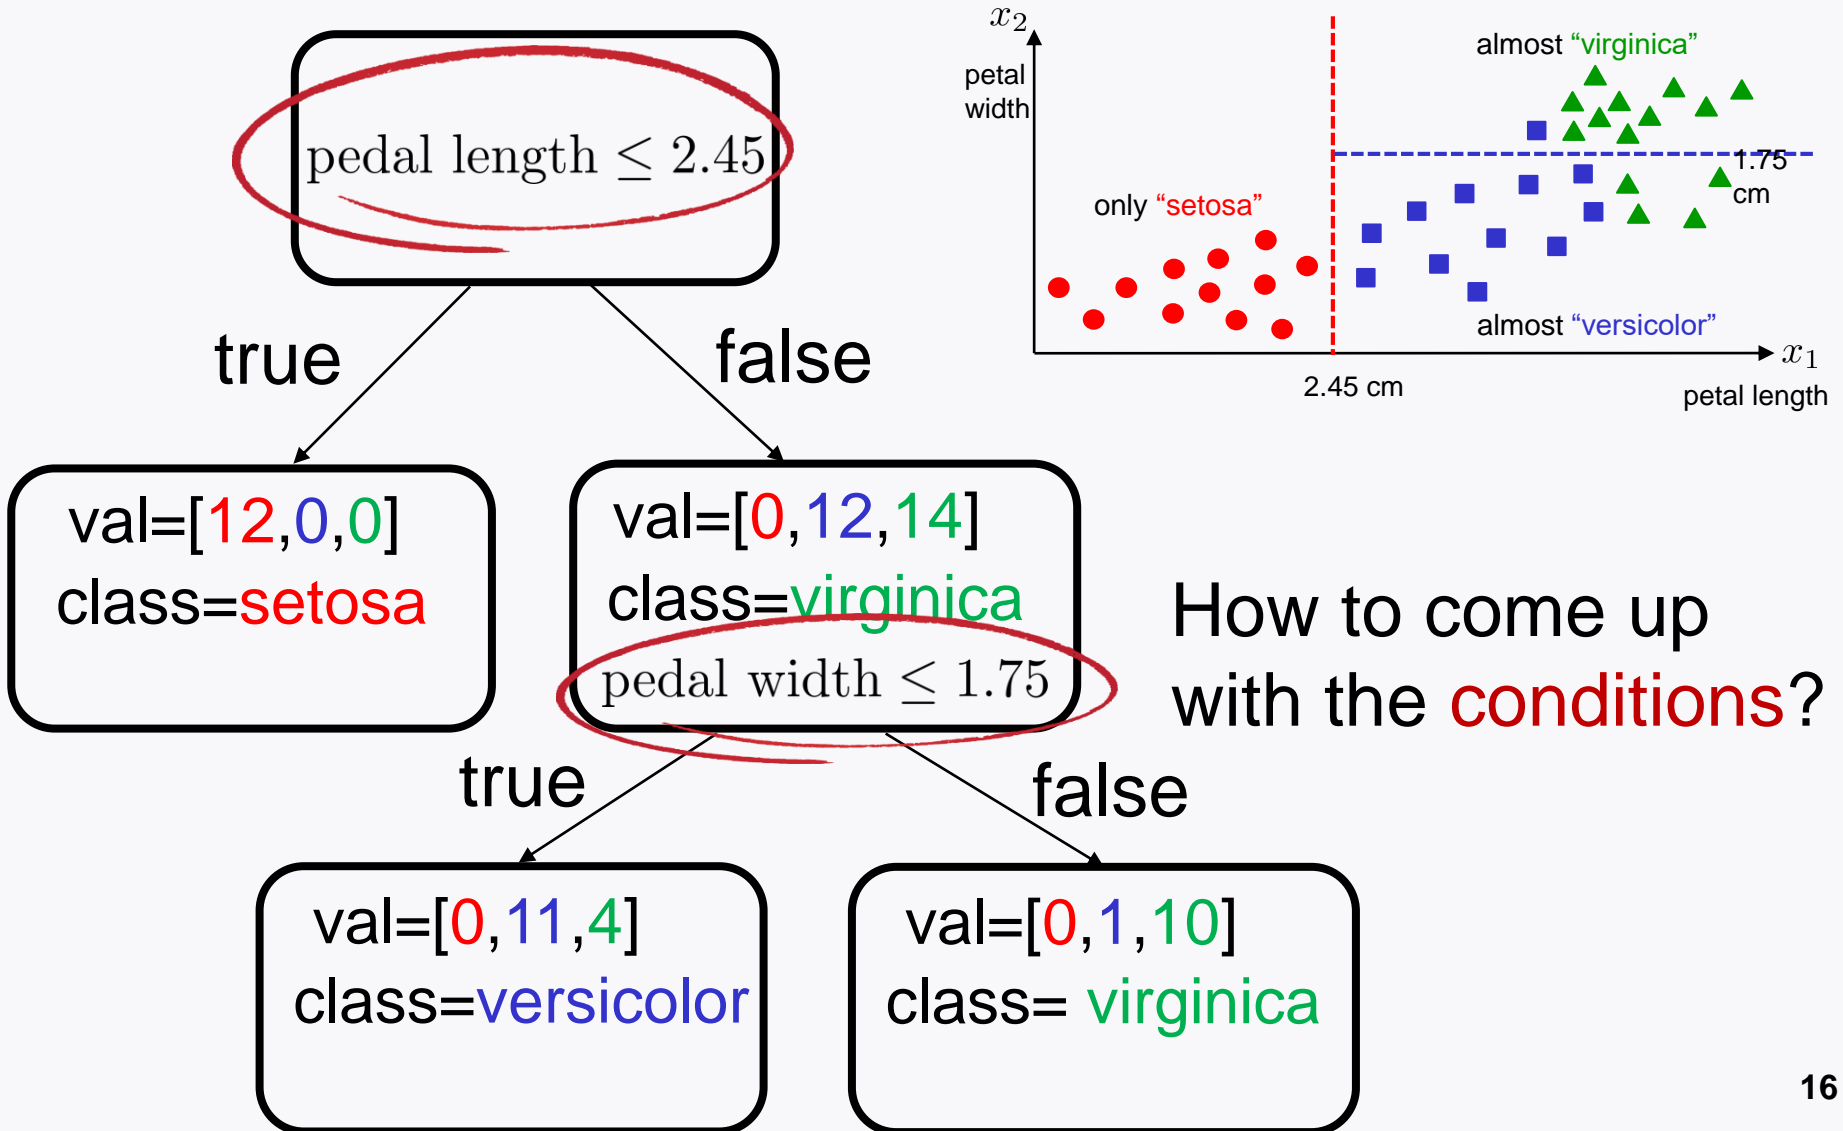 pedal length ≤ 2.45
true
false
val=[12,0,0]
class=setosa
val=[0,12,14]
class=virginica
pedal width ≤ 1.75
true
false
val=[0,11,4]
class=versicolor
val=[0,1,10]
class= virginica
x₂
petal
width
almost “virginica”
1.75
cm
only “setosa”
almost “versicolor”
x₁
2.45 cm
petal length
How to come up
with the conditions?
16